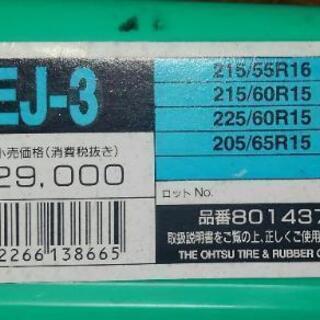 EJ-3
215/55R16
215/60R15
225/60R15
205/65R15
小売価格(消費税抜き)
29,000
ロットNo.
品番801437
2266138665
取扱説明書をご覧の上、正しくご使用
THE OHTSU TIRE & RUBBER C